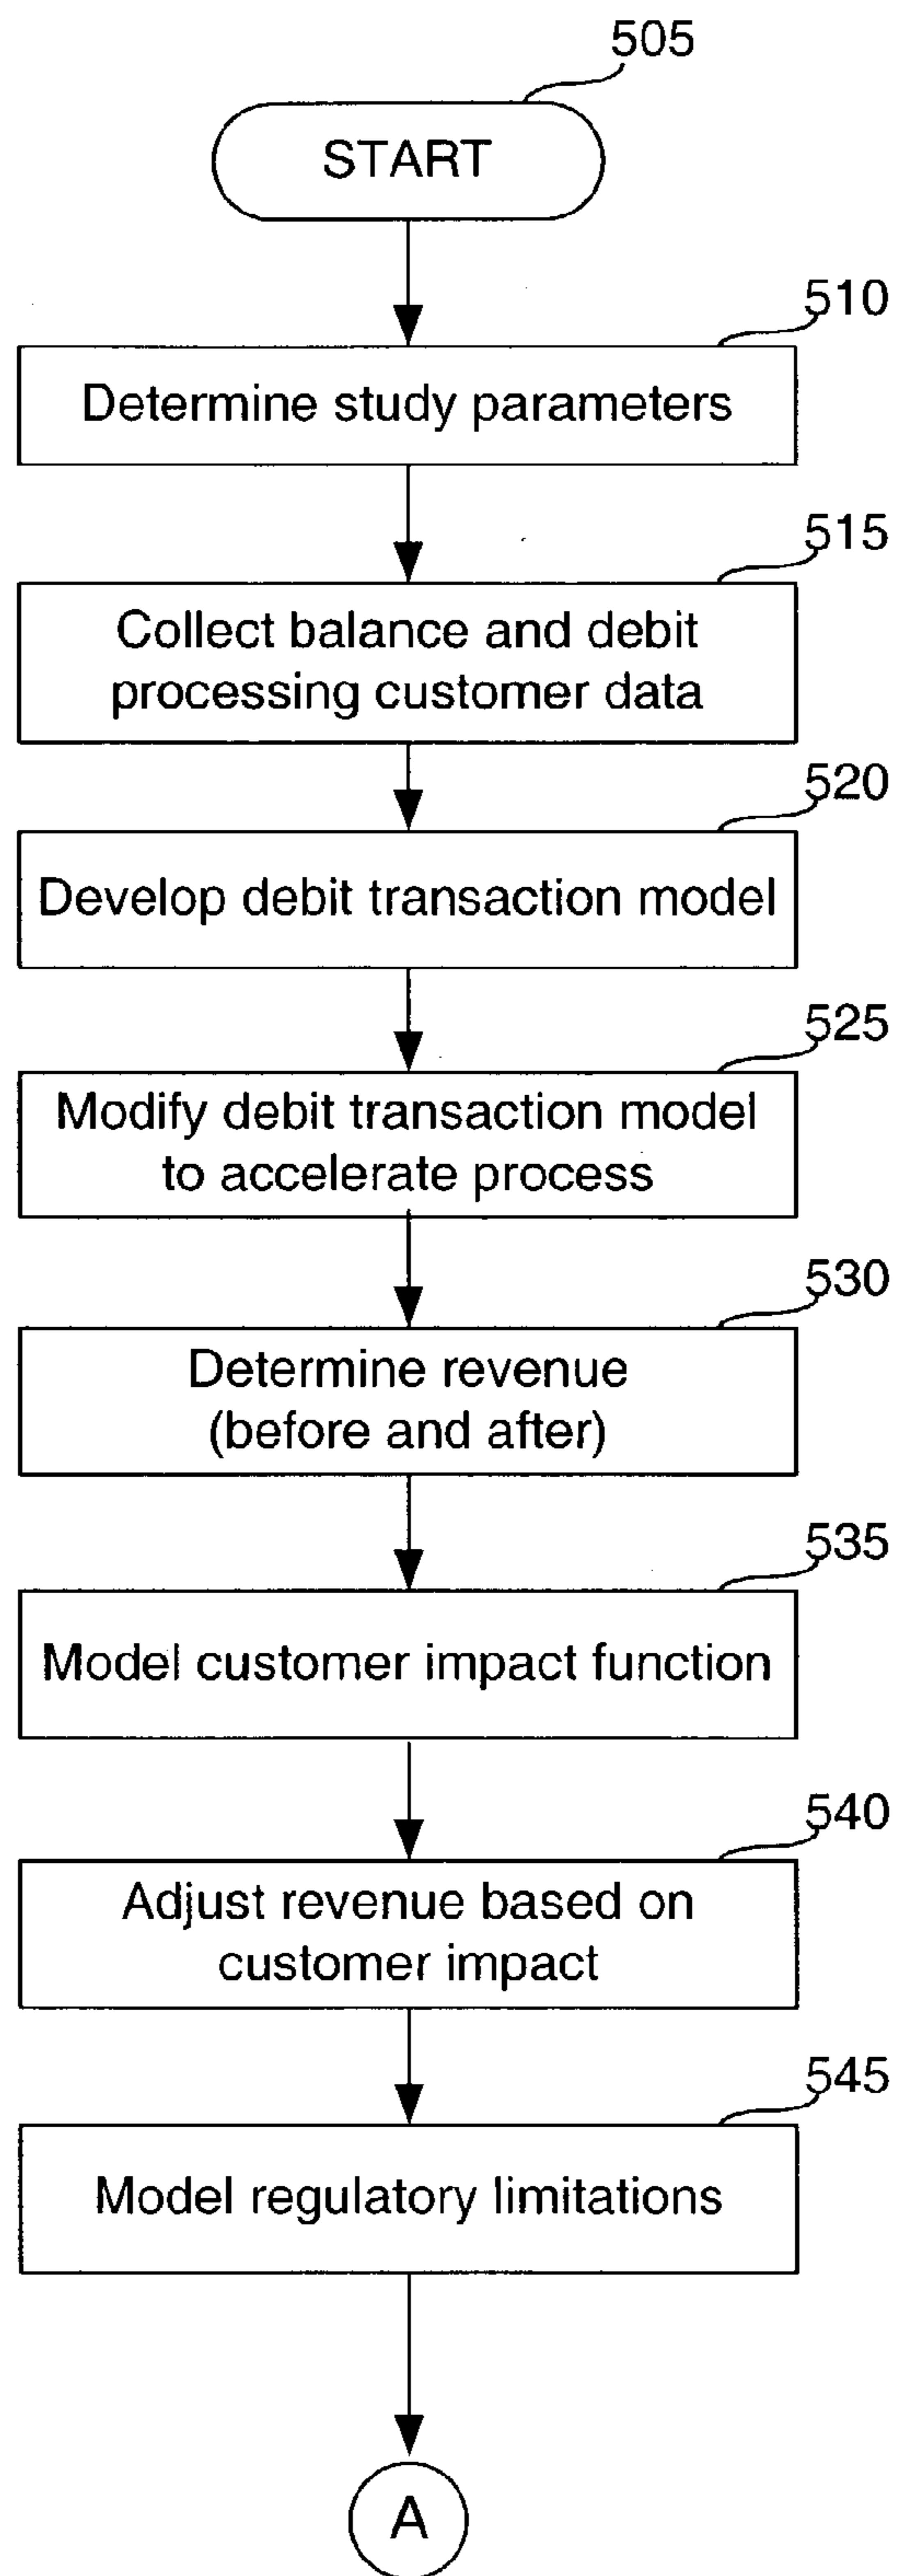 505
START
510
Determine study parameters
515
Collect balance and debit
processing customer data
520
Develop debit transaction model
525
Modify debit transaction model
to accelerate process
530
Determine revenue
(before and after)
535
Model customer impact function
540
Adjust revenue based on
customer impact
545
Model regulatory limitations
A